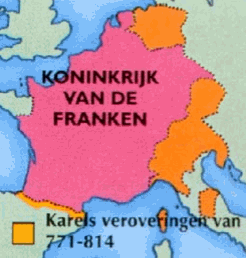 KONINKRIJK
VAN DE
FRANKEN
Karels veroveringen van
771-814